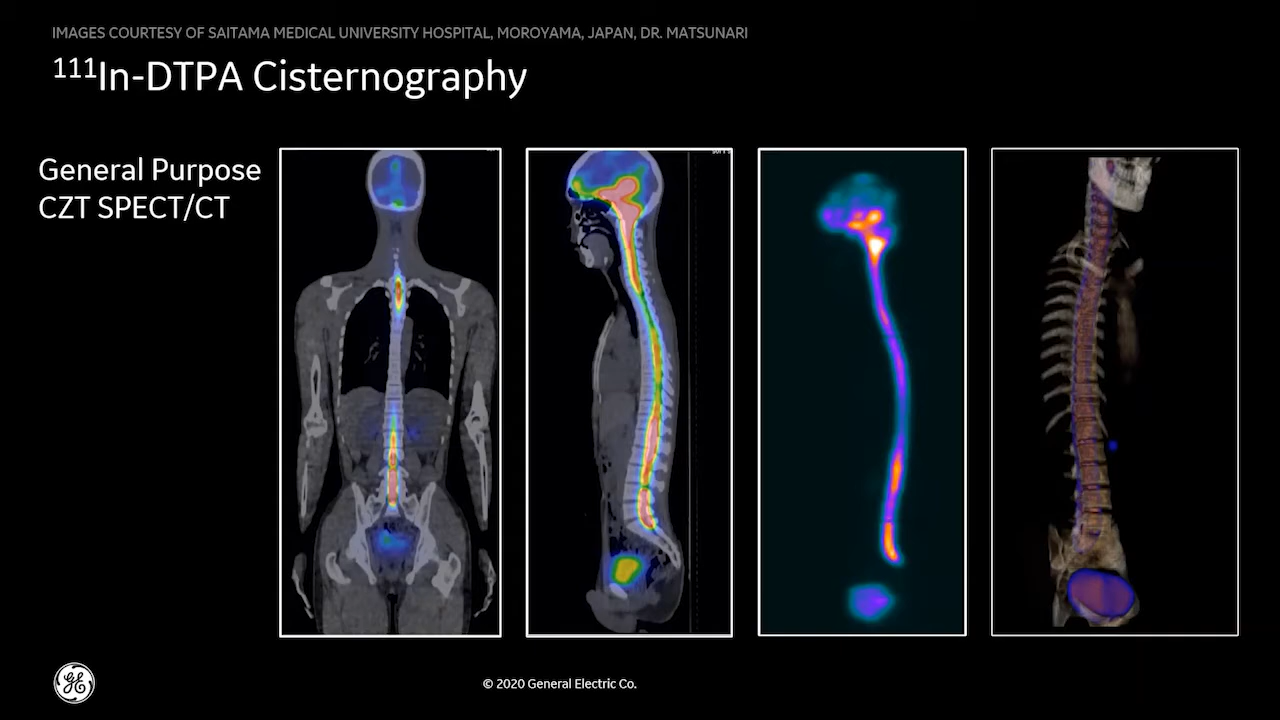 IMAGES COURTESY OF SAITAMA MEDICAL UNIVERSITY HOSPITAL, MOROYAMA, JAPAN, DR. MATSUNARI
¹¹¹In-DTPA Cisternography
General Purpose
CZT SPECT/CT
© 2020 General Electric Co.